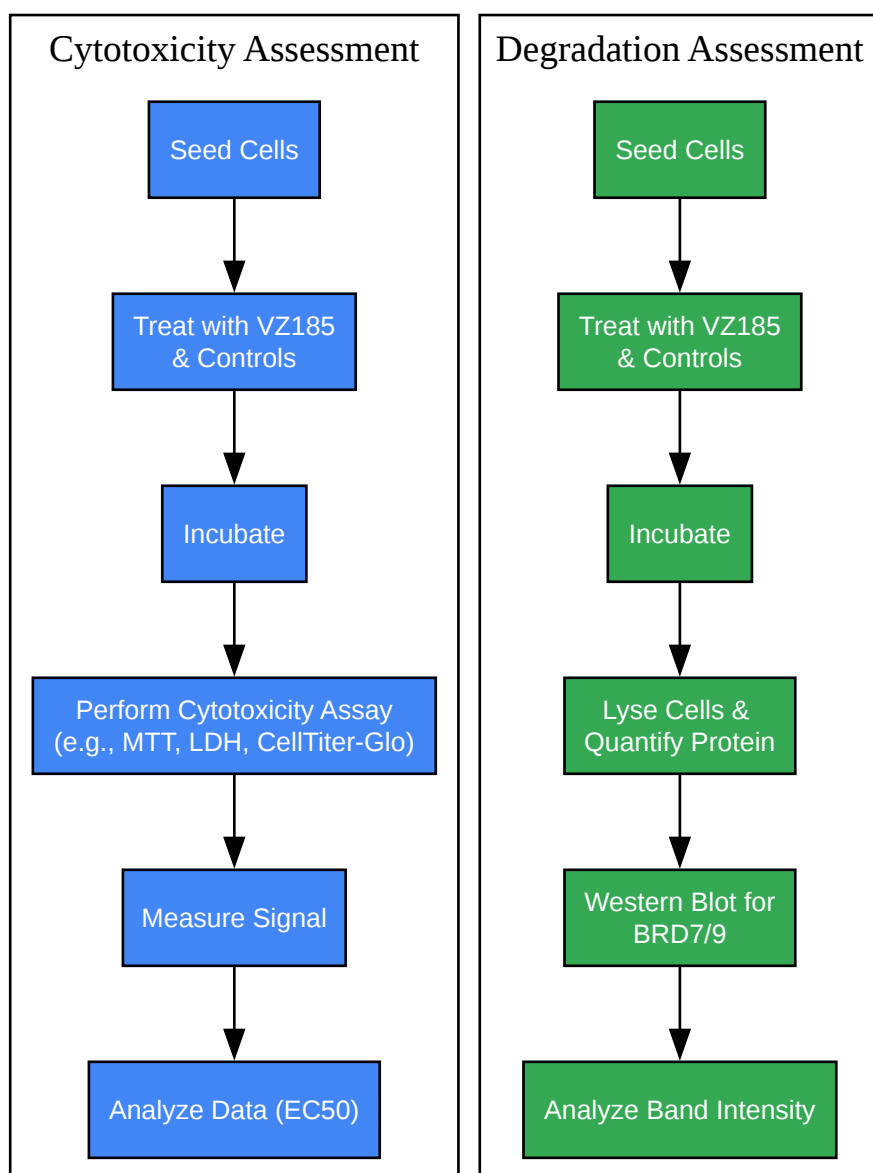 Cytotoxicity Assessment
Seed Cells
Treat with VZ185
& Controls
Incubate
Perform Cytotoxicity Assay
(e.g., MTT, LDH, CellTiter-Glo)
Measure Signal
Analyze Data (EC50)
Degradation Assessment
Seed Cells
Treat with VZ185
& Controls
Incubate
Lyse Cells &
Quantify Protein
Western Blot for
BRD7/9
Analyze Band Intensity